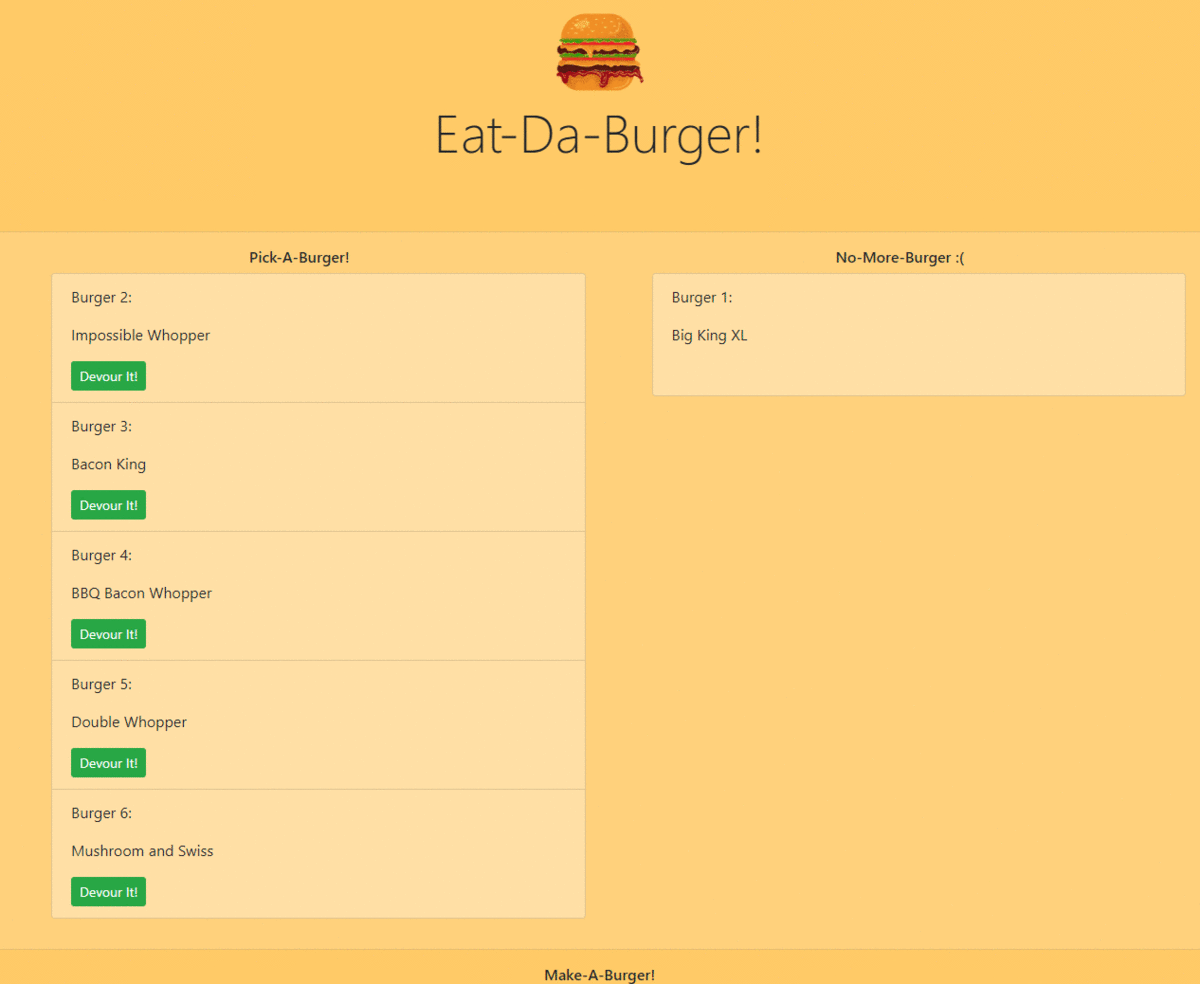 Eat-Da-Burger!
Pick-A-Burger!
Burger 2:
Impossible Whopper
Devour It!
Burger 3:
Bacon King
Devour It!
Burger 4:
BBQ Bacon Whopper
Devour It!
Burger 5:
Double Whopper
Devour It!
Burger 6:
Mushroom and Swiss
Devour It!
No-More-Burger :(
Burger 1:
Big King XL
Make-A-Burger!